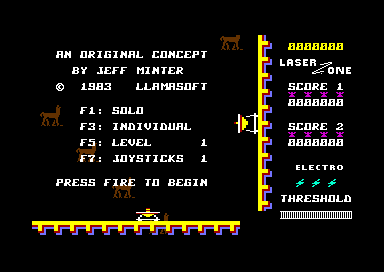 AN ORIGINAL CONCEPT
BY JEFF MINTER
© 1983 LLAMASOFT
F1: SOLO
F3: INDIVIDUAL
F5: LEVEL 1
F7: JOYSTICKS 1
PRESS FIRE TO BEGIN
0000000
LASER
ZONE
SCORE 1
0000000
SCORE 2
0000000
ELECTRO
THRESHOLD